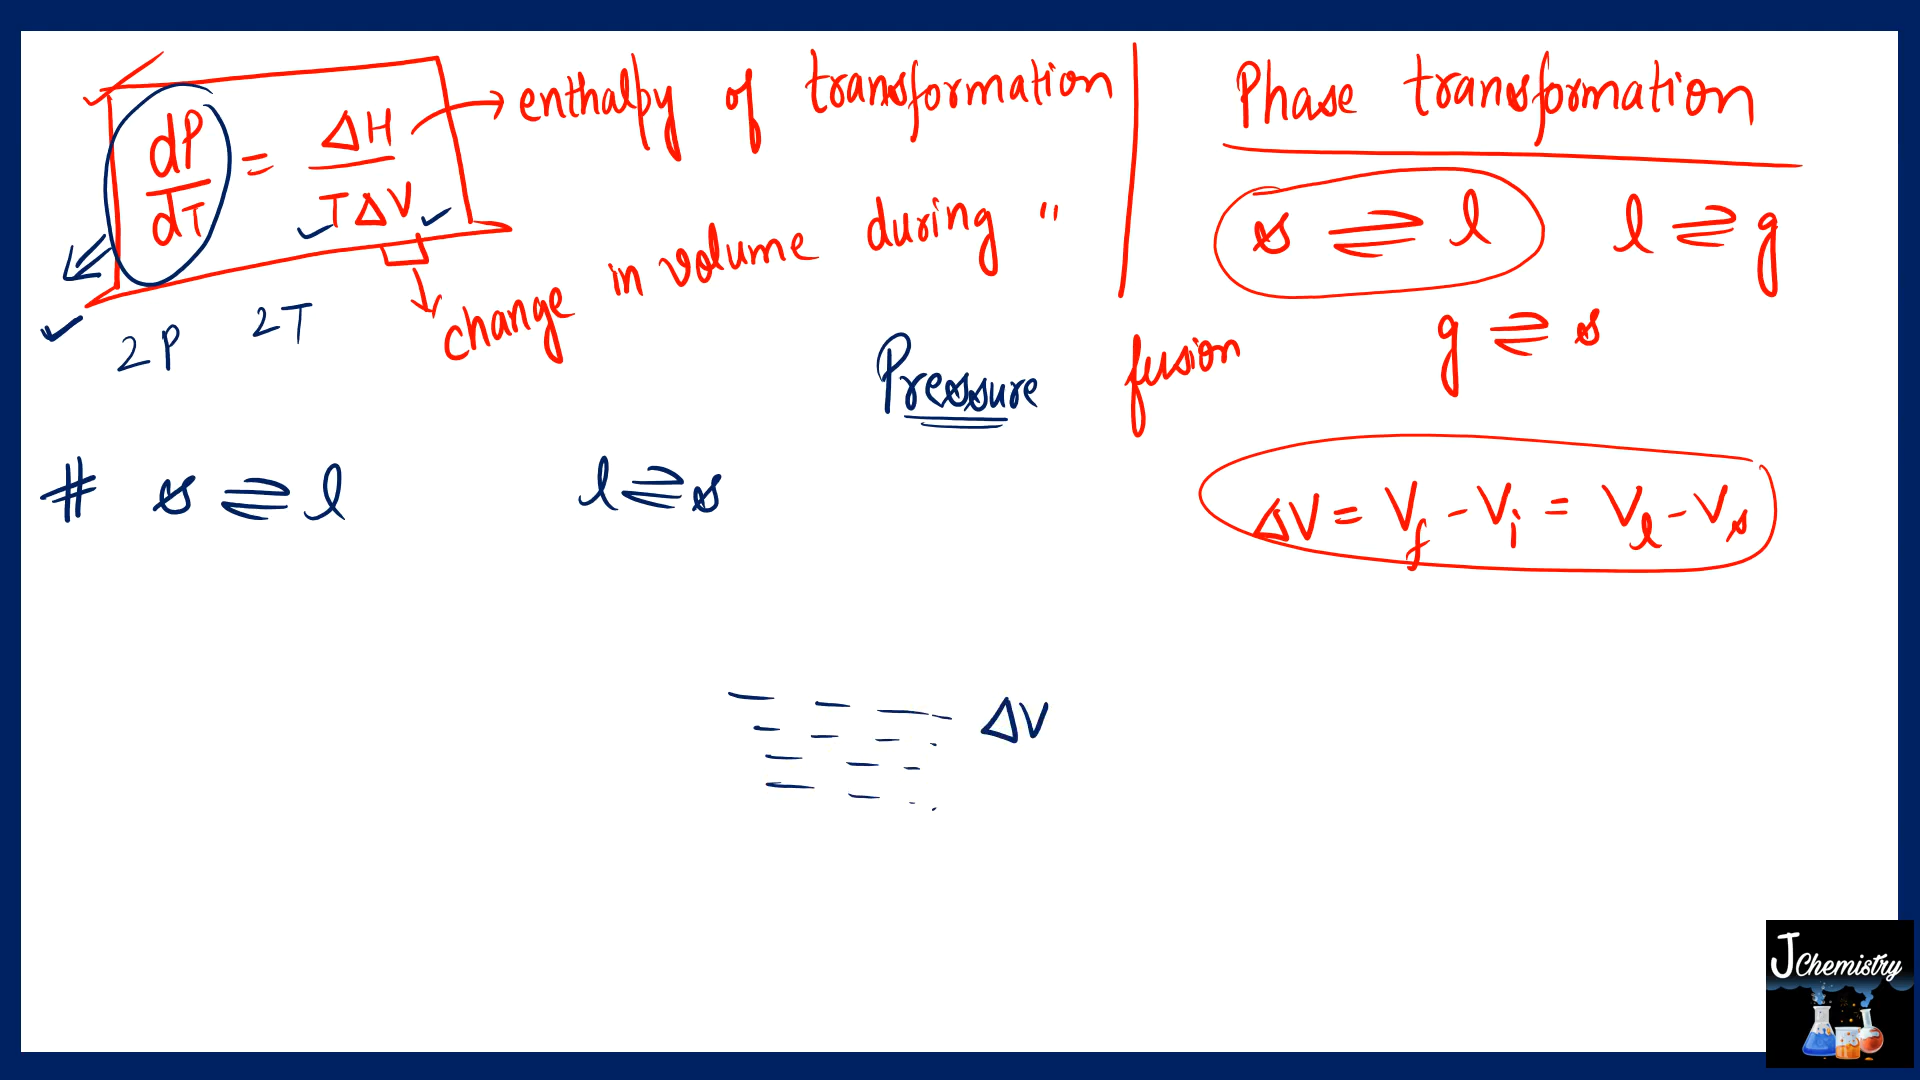 dP/dT = ΔH/TΔV → enthalpy of transformation
change in volume during "
2P 2T
Pressure
fusion
Phase transformation
s ⇌ l l ⇌ g
g ⇌ s
# s ⇌ l l ⇌ s
ΔV = Vf - Vi = Vl - Vs
ΔV
J Chemistry